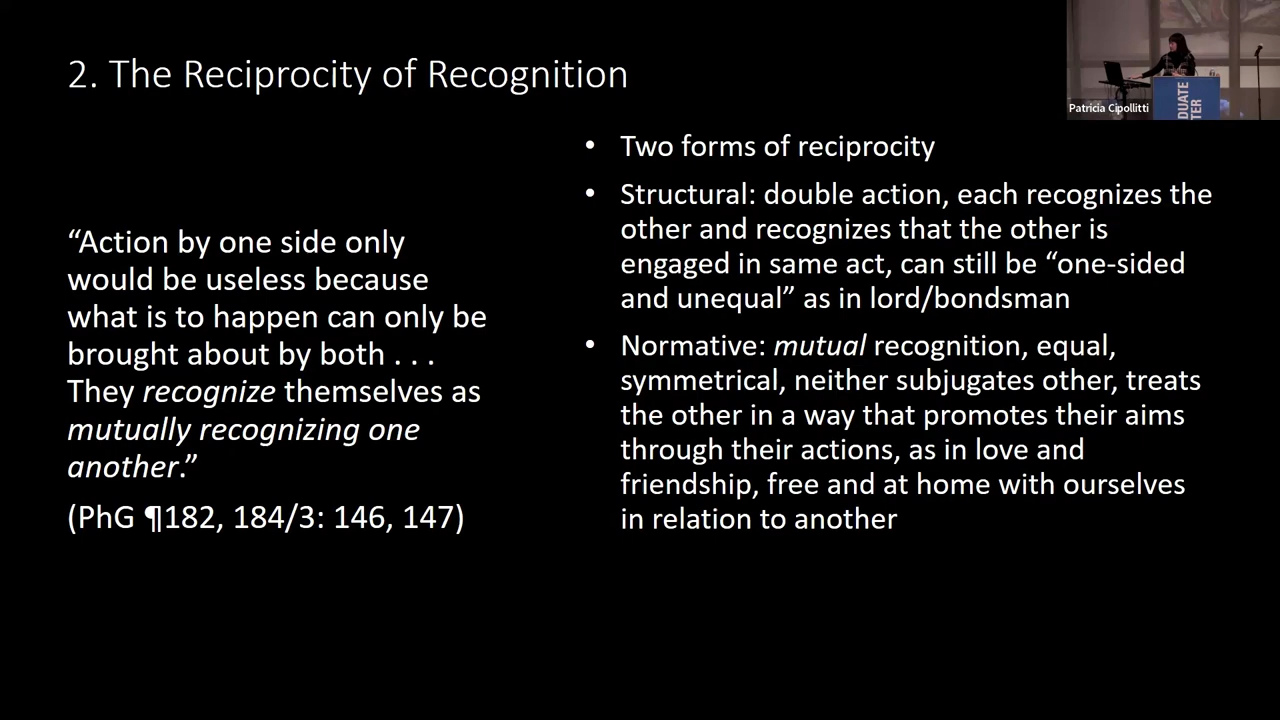 2. The Reciprocity of Recognition
Patricia Cipollitti
DUATE
TER
“Action by one side only
would be useless because
what is to happen can only be
brought about by both . . .
They recognize themselves as
mutually recognizing one
another.”
(PhG ¶182, 184/3: 146, 147)
• Two forms of reciprocity
• Structural: double action, each recognizes the
other and recognizes that the other is
engaged in same act, can still be “one-sided
and unequal” as in lord/bondsman
• Normative: mutual recognition, equal,
symmetrical, neither subjugates other, treats
the other in a way that promotes their aims
through their actions, as in love and
friendship, free and at home with ourselves
in relation to another